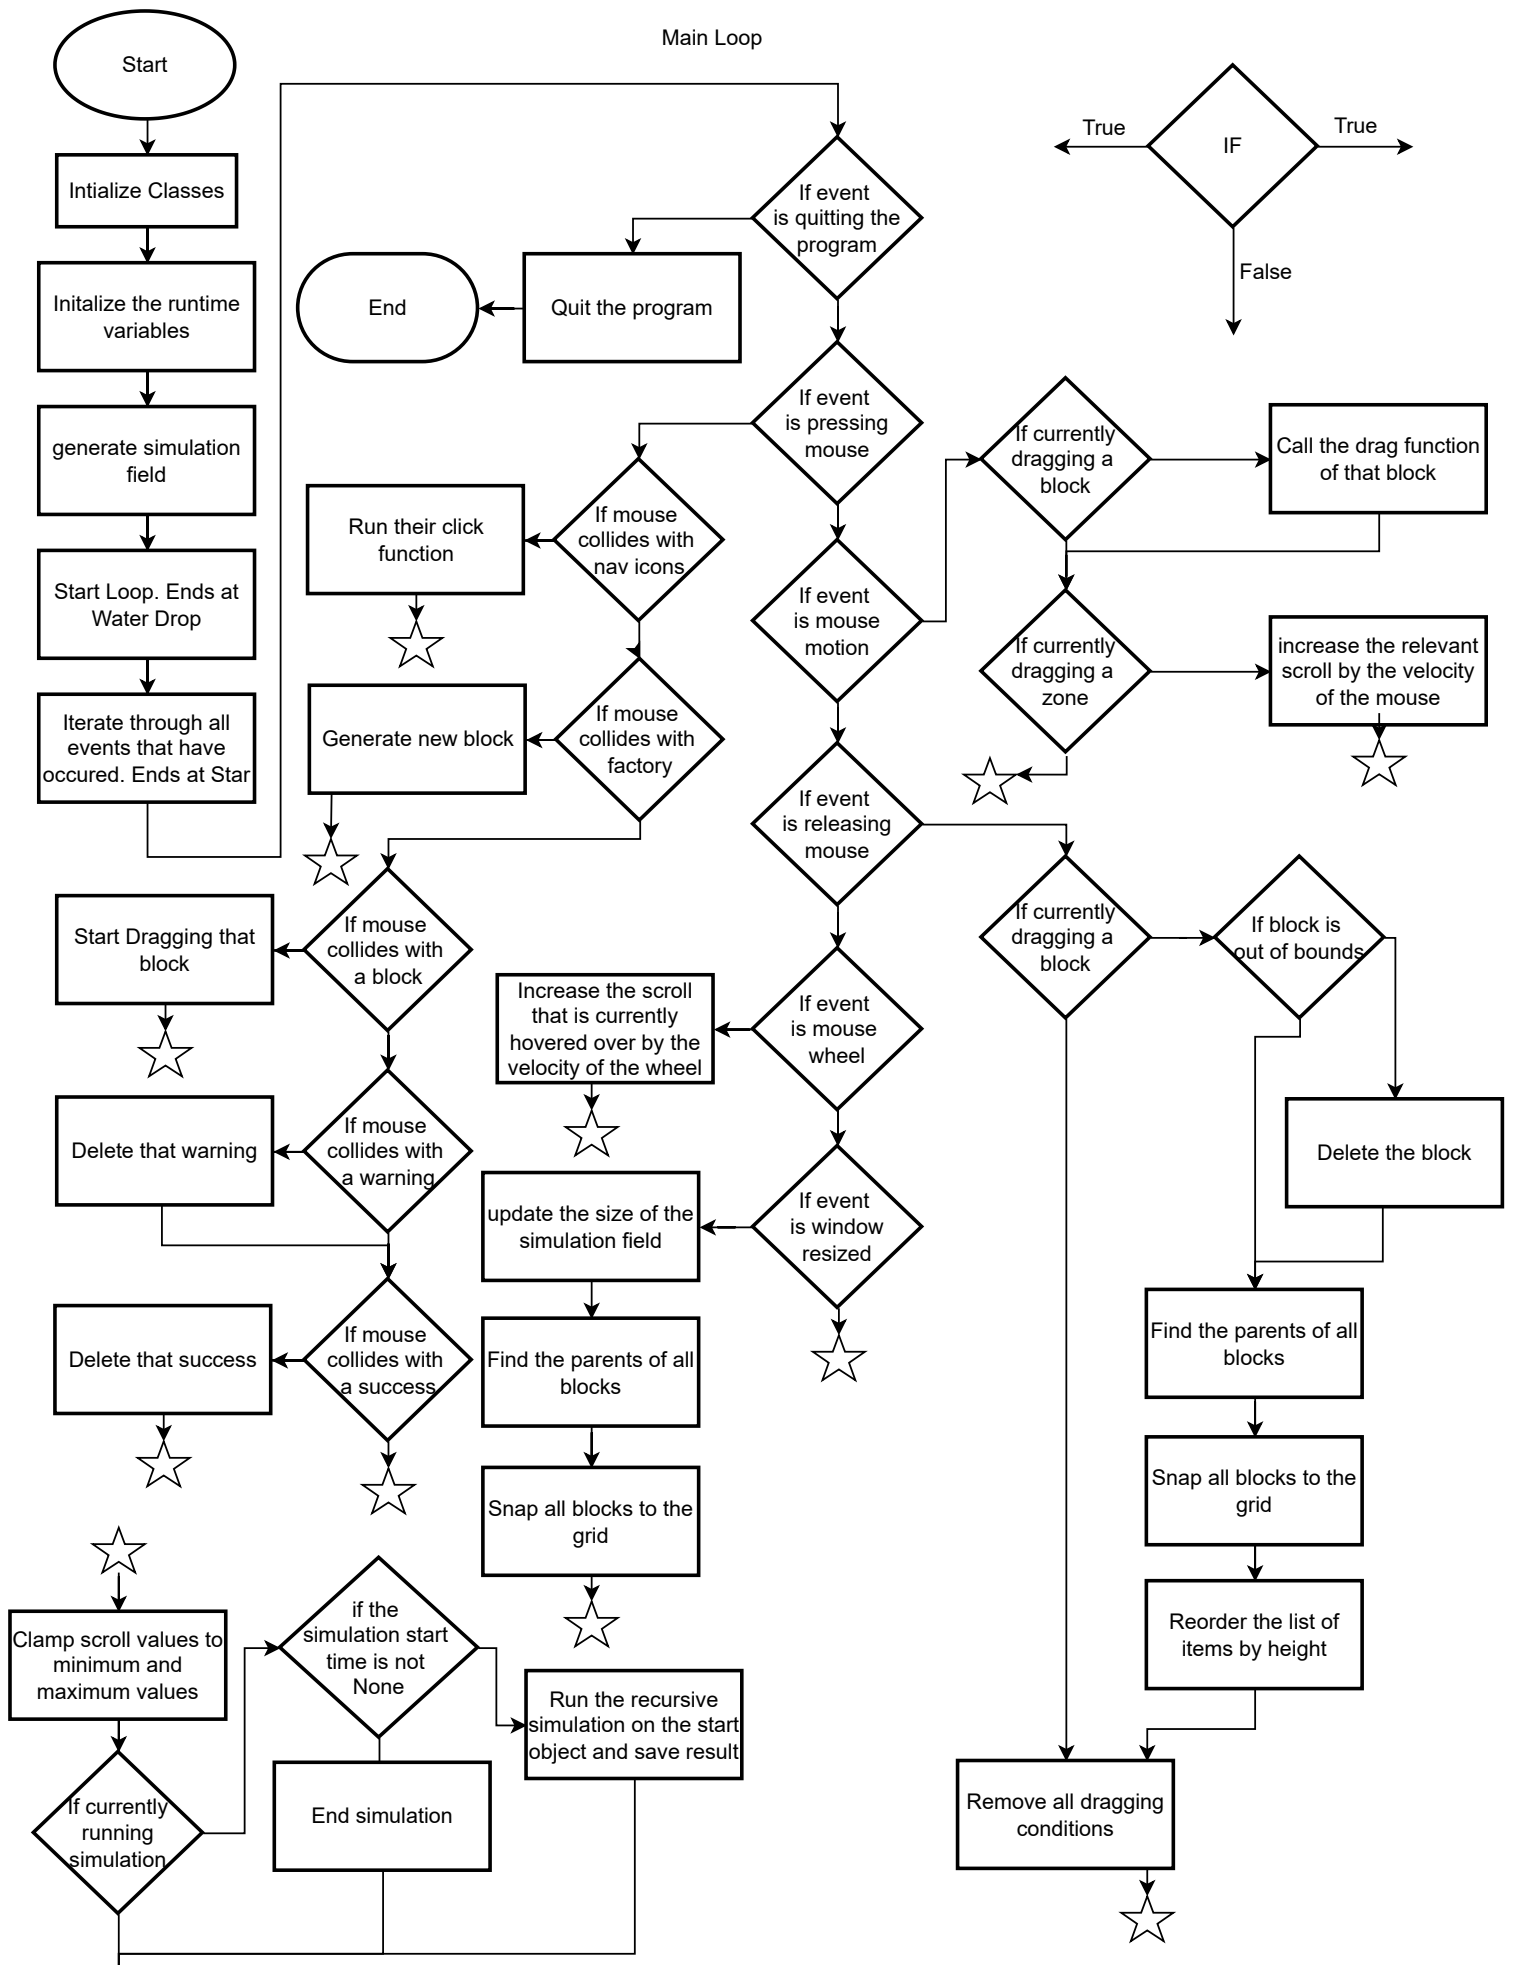 Main Loop
Start
Intialize Classes
Initalize the runtime
variables
generate simulation
field
Start Loop. Ends at
Water Drop
Iterate through all
events that have
occured. Ends at Star
True
IF
True
False
If event
is quitting the
program
Quit the program
End
If event
is pressing
mouse
If mouse
collides with
nav icons
Run their click
function
If mouse
collides with
factory
Generate new block
If mouse
collides with
a block
Start Dragging that
block
If mouse
collides with
a warning
Delete that warning
If mouse
collides with
a success
Delete that success
If event
is mouse
motion
If currently
dragging a
block
Call the drag function
of that block
If currently
dragging a
zone
increase the relevant
scroll by the velocity
of the mouse
If event
is releasing
mouse
If currently
dragging a
block
If block is
out of bounds
Delete the block
Find the parents of all
blocks
Snap all blocks to the
grid
Reorder the list of
items by height
Remove all dragging
conditions
If event
is mouse
wheel
Increase the scroll
that is currently
hovered over by the
velocity of the wheel
If event
is window
resized
update the size of the
simulation field
Find the parents of all
blocks
Snap all blocks to the
grid
Clamp scroll values to
minimum and
maximum values
If currently
running
simulation
if the
simulation start
time is not
None
End simulation
Run the recursive
simulation on the start
object and save result